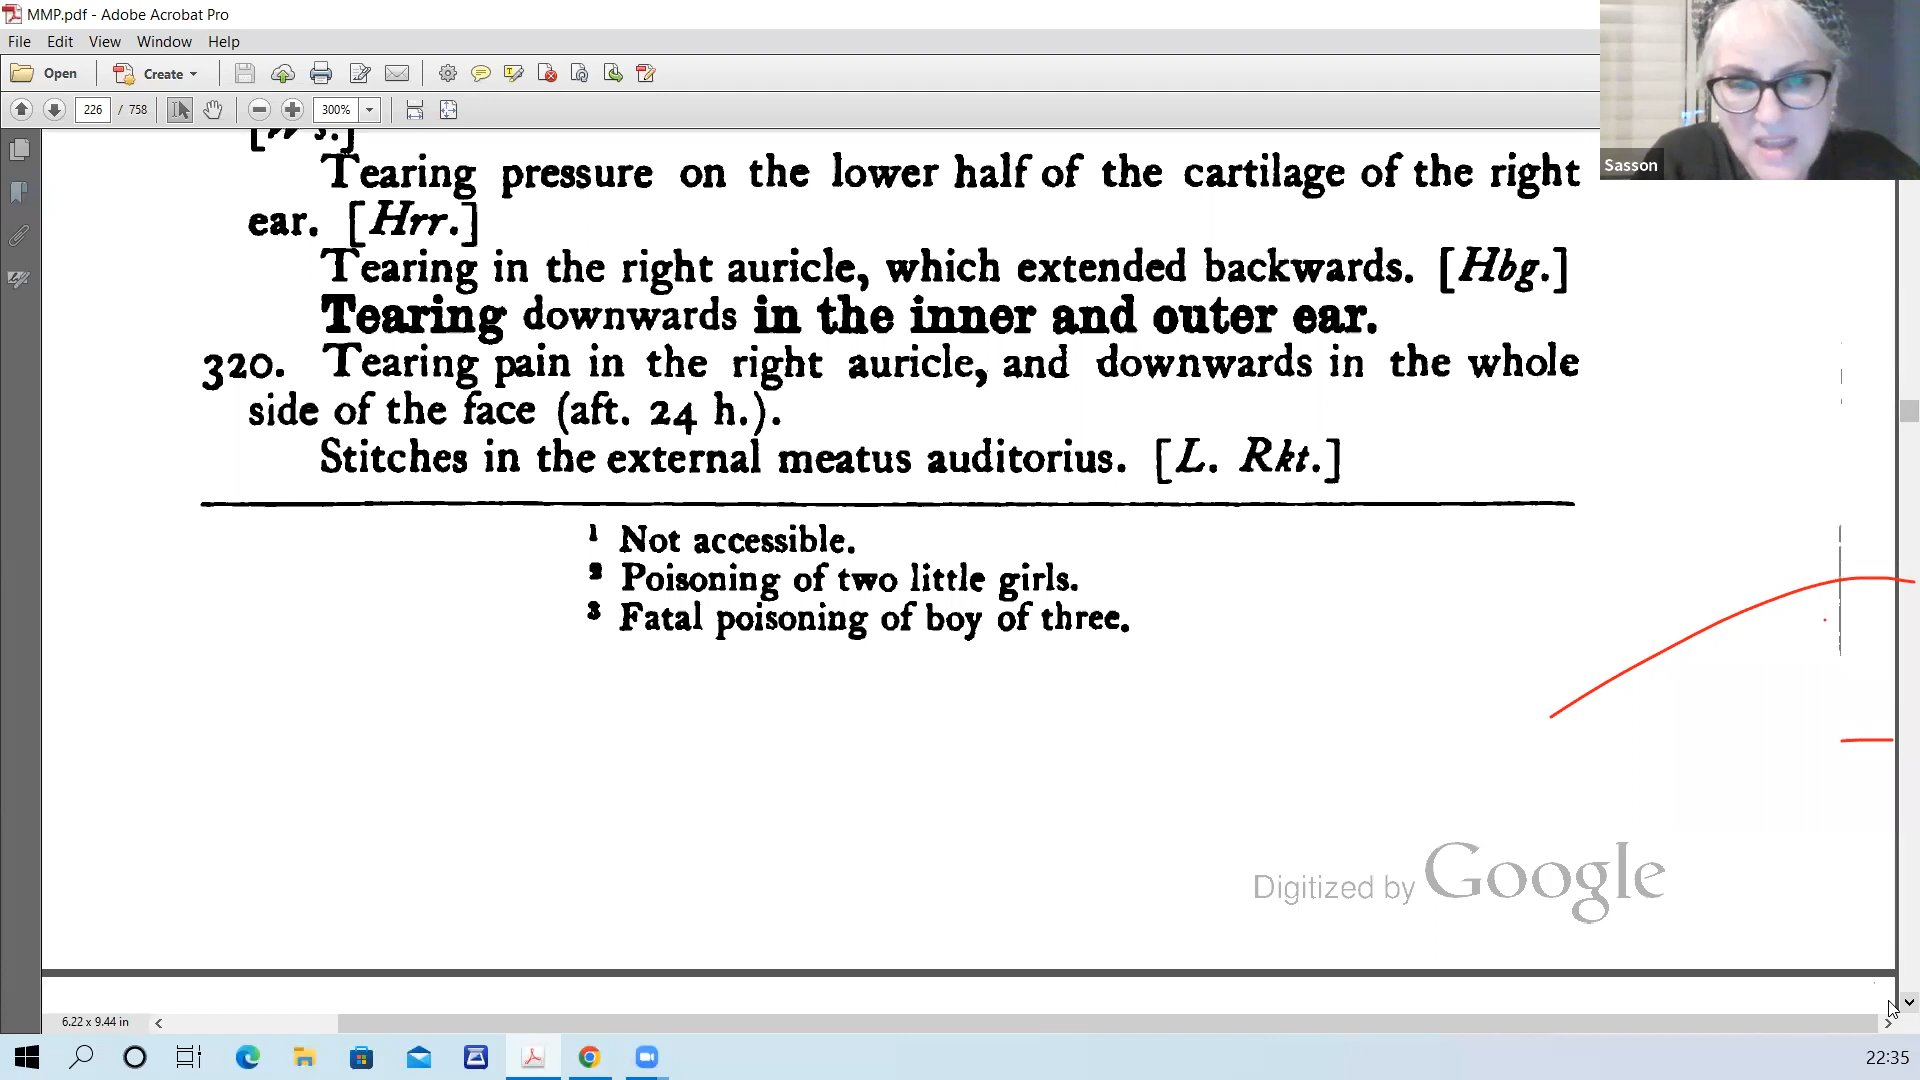 MMP.pdf - Adobe Acrobat Pro
File Edit View Window Help
Open Create
226 / 758 300%
Sasson
Tearing pressure on the lower half of the cartilage of the right
ear. [Hrr.]
Tearing in the right auricle, which extended backwards. [Hbg.]
Tearing downwards in the inner and outer ear.
320. Tearing pain in the right auricle, and downwards in the whole
side of the face (aft. 24 h.).
Stitches in the external meatus auditorius. [L. Rkt.]
1 Not accessible.
2 Poisoning of two little girls.
3 Fatal poisoning of boy of three.
Digitized by Google
6.22 x 9.44 in
22:35